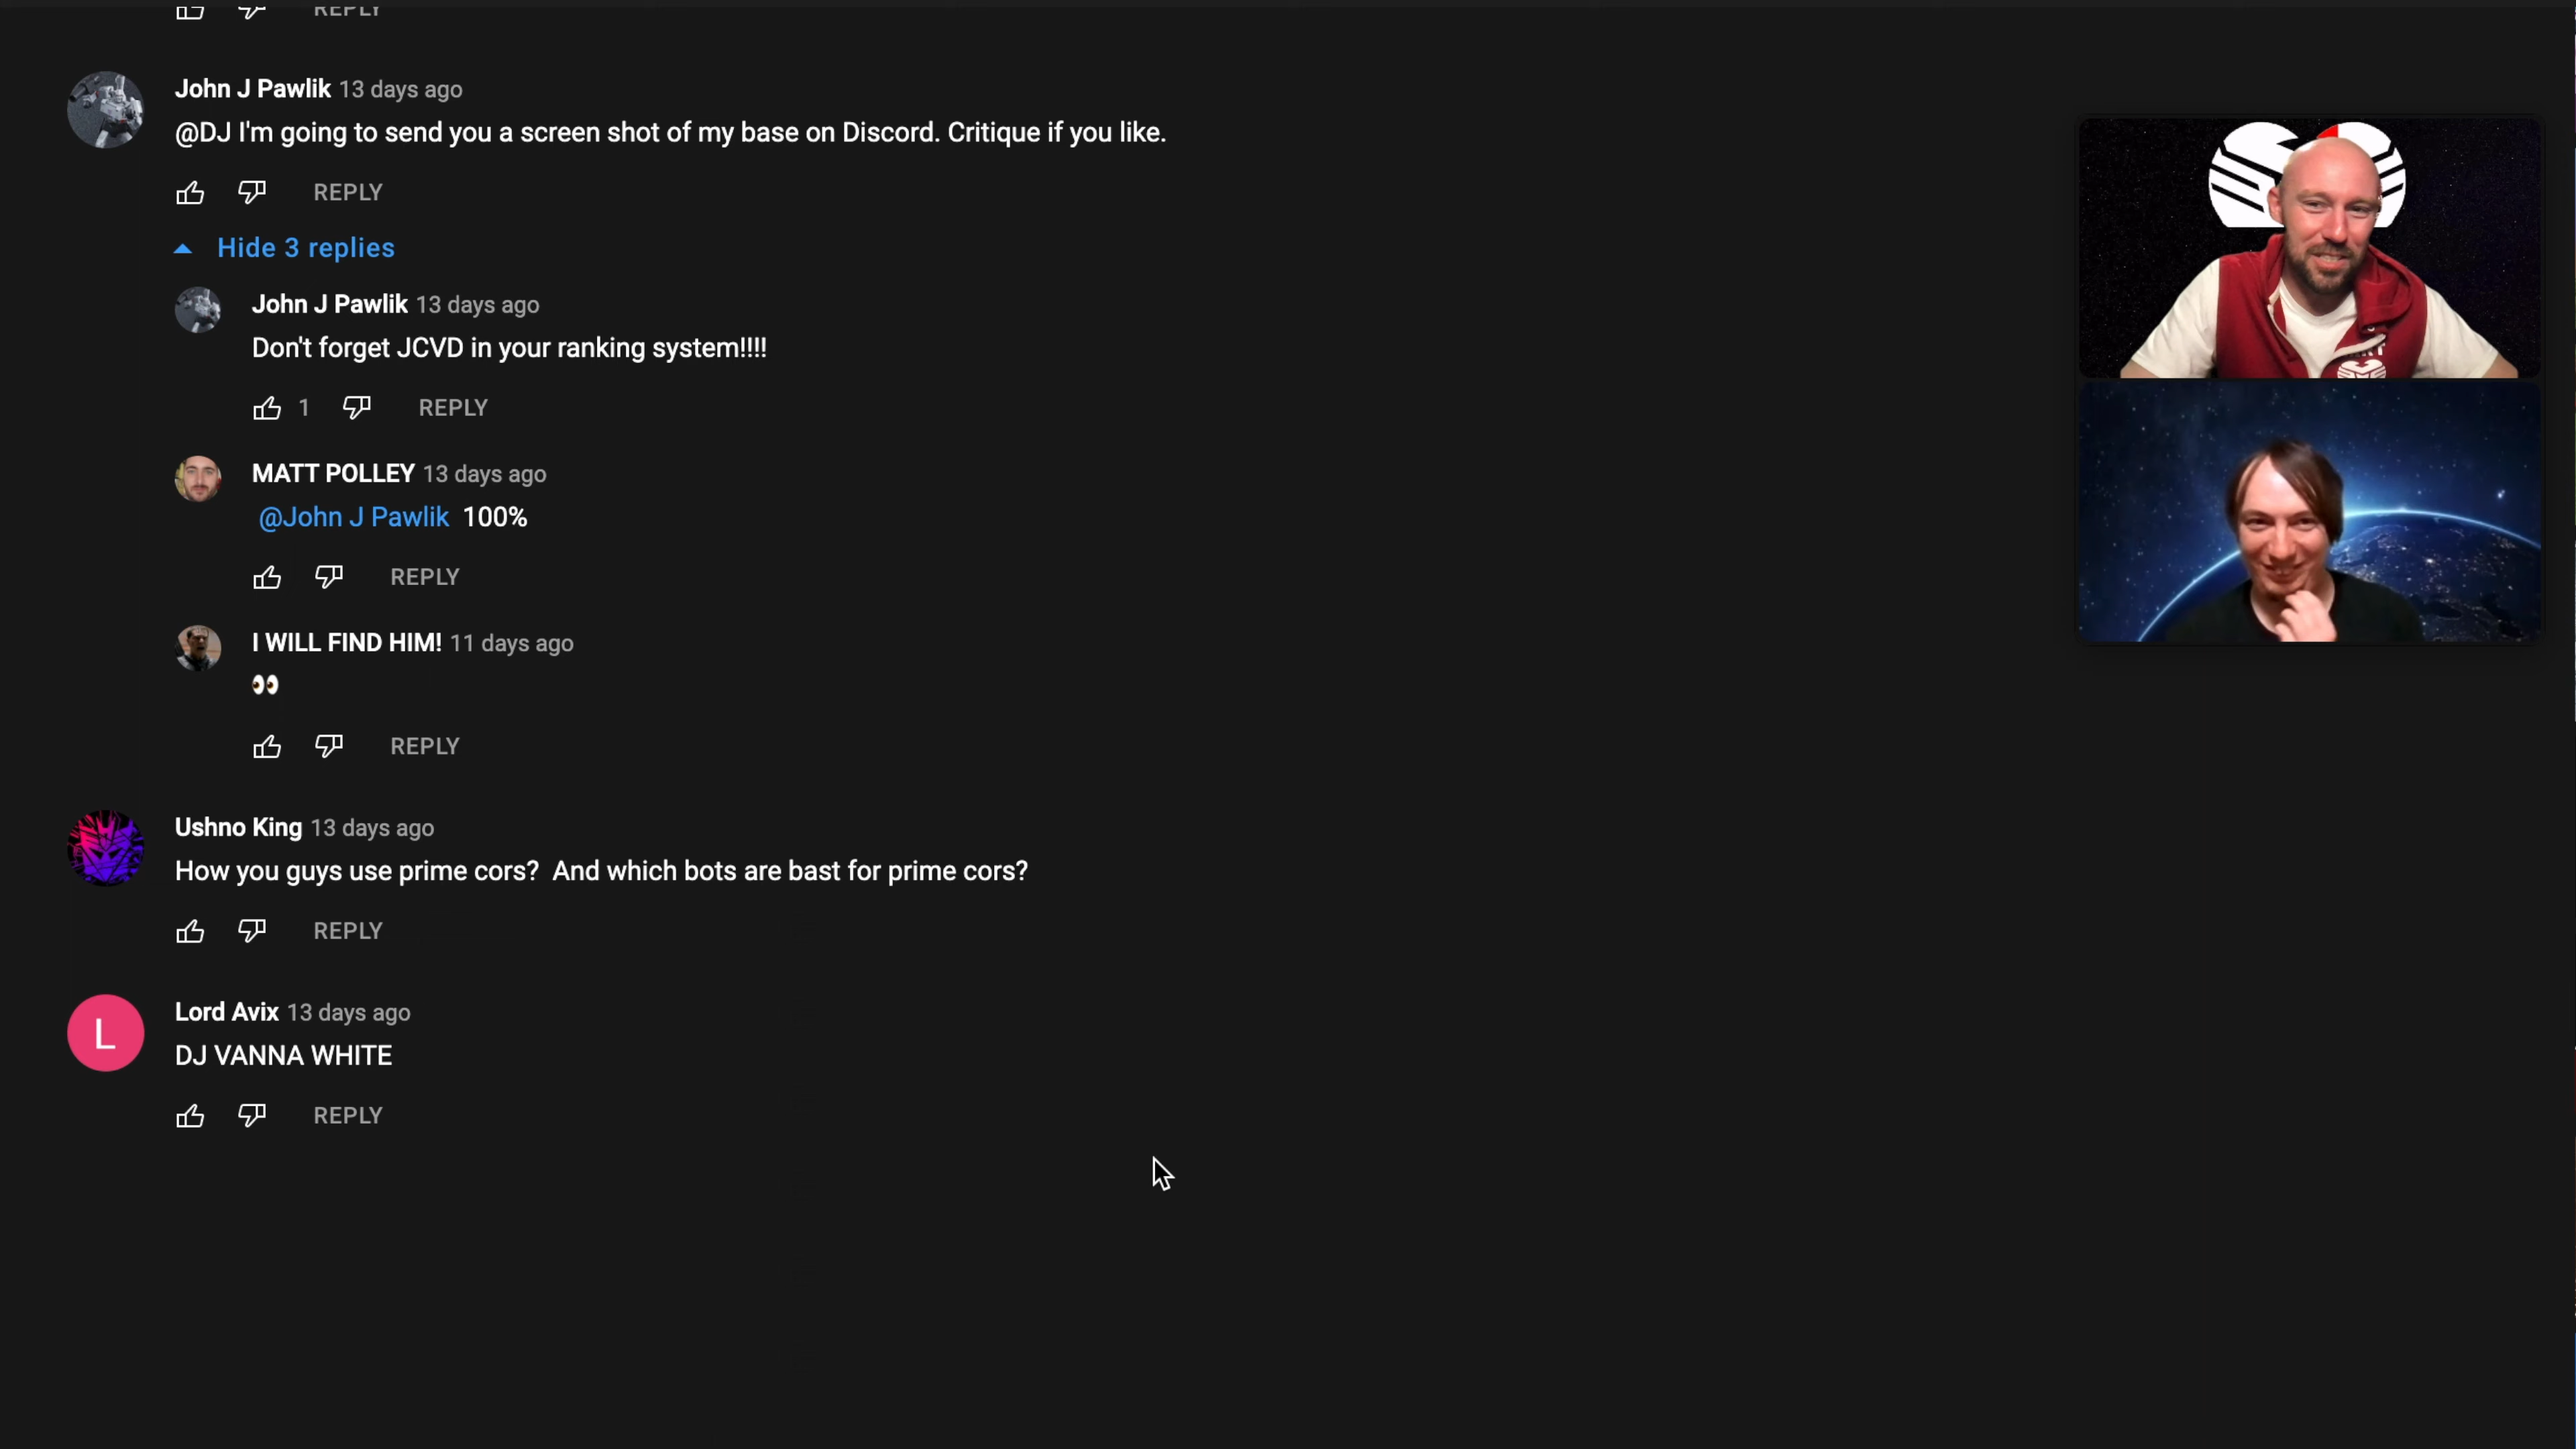 REPLY
John J Pawlik 13 days ago
@DJ I'm going to send you a screen shot of my base on Discord. Critique if you like.
REPLY
Hide 3 replies
John J Pawlik 13 days ago
Don't forget JCVD in your ranking system!!!!
1 REPLY
MATT POLLEY 13 days ago
@John J Pawlik 100%
REPLY
I WILL FIND HIM! 11 days ago
👀
REPLY
Ushno King 13 days ago
How you guys use prime cors?  And which bots are bast for prime cors?
REPLY
L
Lord Avix 13 days ago
DJ VANNA WHITE
REPLY